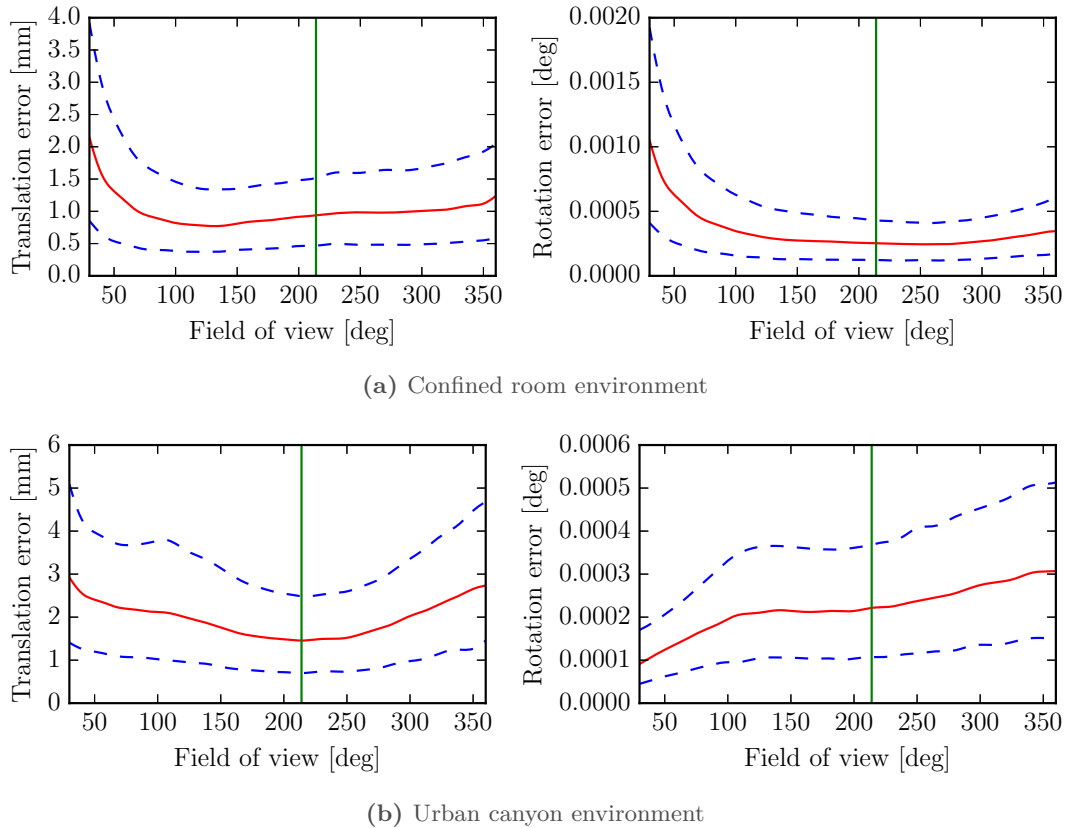 Translation error [mm]
4.0
3.5
3.0
2.5
2.0
1.5
1.0
0.5
0.0
50 100 150 200 250 300 350
Field of view [deg]
Rotation error [deg]
0.0020
0.0015
0.0010
0.0005
0.0000
50 100 150 200 250 300 350
Field of view [deg]
(a) Confined room environment
Translation error [mm]
6
5
4
3
2
1
0
50 100 150 200 250 300 350
Field of view [deg]
Rotation error [deg]
0.0006
0.0005
0.0004
0.0003
0.0002
0.0001
0.0000
50 100 150 200 250 300 350
Field of view [deg]
(b) Urban canyon environment